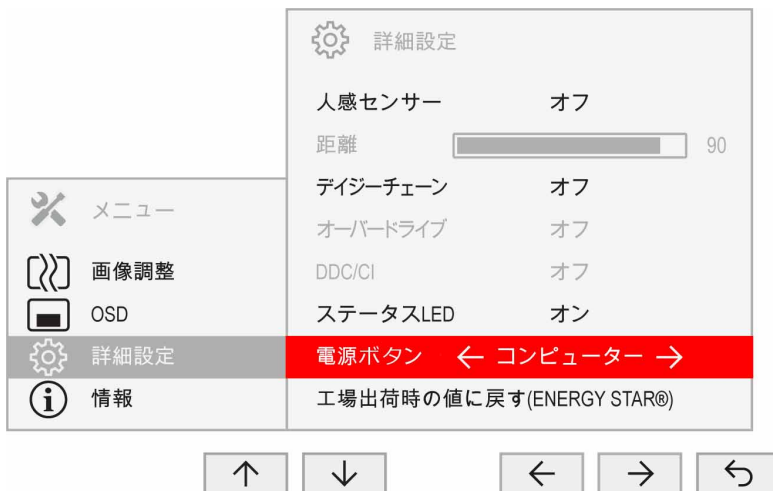 詳細設定
人感センサー オフ
距離 90
デイジーチェーン オフ
オーバードライブ オフ
DDC/CI オフ
ステータスLED オン
電源ボタン ← コンピューター →
工場出荷時の値に戻す(ENERGY STAR®)
メニュー
画像調整
OSD
詳細設定
情報